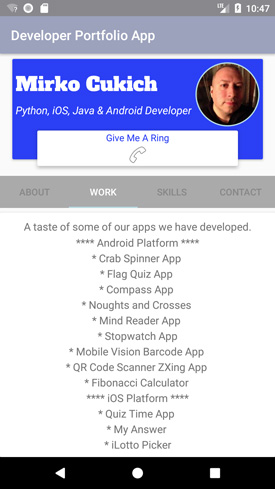 LTE 10:47
Developer Portfolio App
Mirko Cukich
Python, iOS, Java & Android Developer
Give Me A Ring
ABOUT WORK SKILLS CONTACT
A taste of some of our apps we have developed.
**** Android Platform ****
* Crab Spinner App
* Flag Quiz App
* Compass App
* Noughts and Crosses
* Mind Reader App
* Stopwatch App
* Mobile Vision Barcode App
* QR Code Scanner ZXing App
* Fibonacci Calculator
**** iOS Platform ****
* Quiz Time App
* My Answer
* iLotto Picker